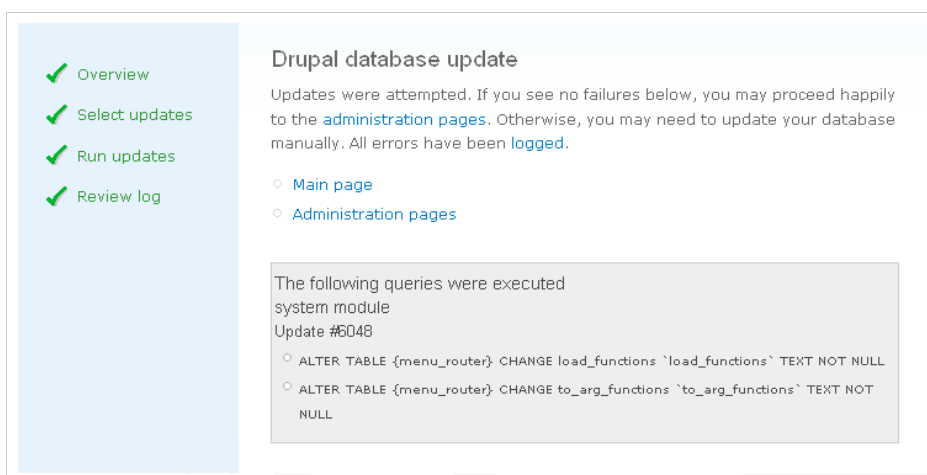 Overview
Select updates
Run updates
Review log
Drupal database update
Updates were attempted. If you see no failures below, you may proceed happily
to the administration pages. Otherwise, you may need to update your database
manually. All errors have been logged.
Main page
Administration pages
The following queries were executed
system module
Update #6048
ALTER TABLE {menu_router} CHANGE load_functions `load_functions` TEXT NOT NULL
ALTER TABLE {menu_router} CHANGE to_arg_functions `to_arg_functions` TEXT NOT
NULL